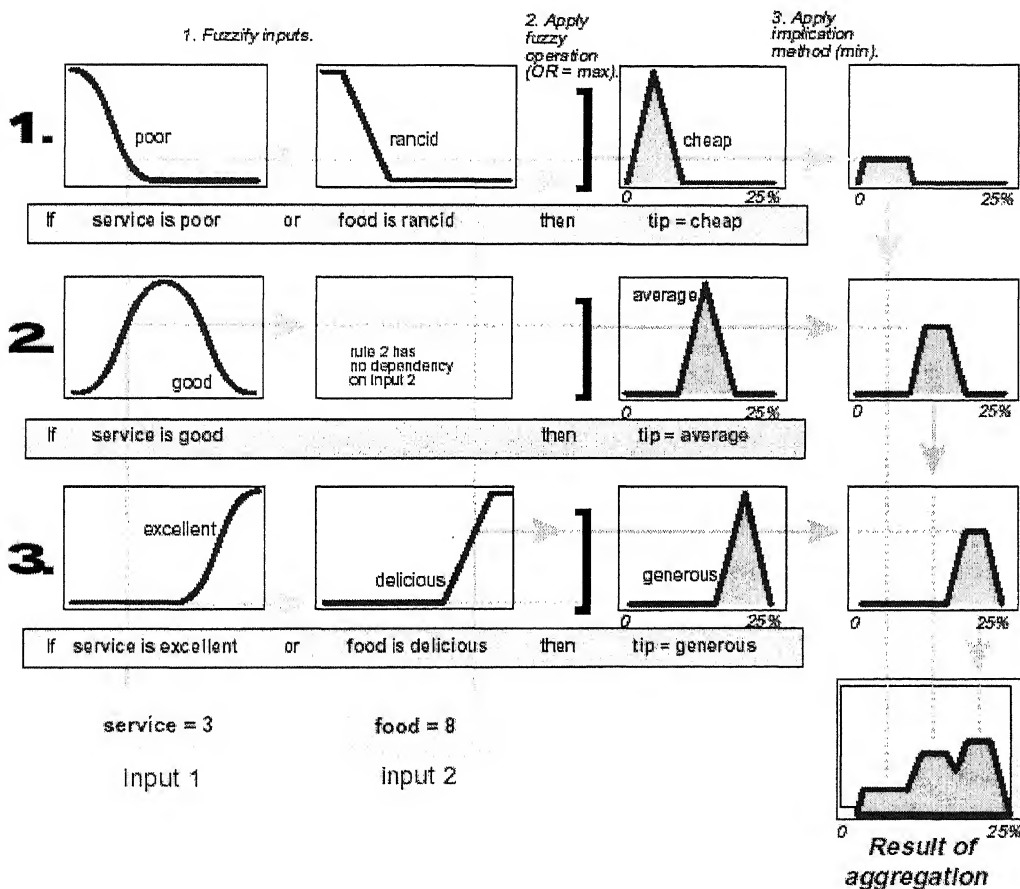 1. Fuzzify inputs.
2. Apply
fuzzy
operation
(OR = max).
3. Apply
implication
method (min).
1.
poor
rancid
cheap
0
25%
0
25%
If service is poor or food is rancid then tip = cheap
2.
good
rule 2 has
no dependency
on input 2
average
0
25%
0
25%
If service is good then tip = average
3.
excellent
delicious
generous
0
25%
0
25%
If service is excellent or food is delicious then tip = generous
service = 3
food = 8
input 1
input 2
0
25%
Result of
aggregation